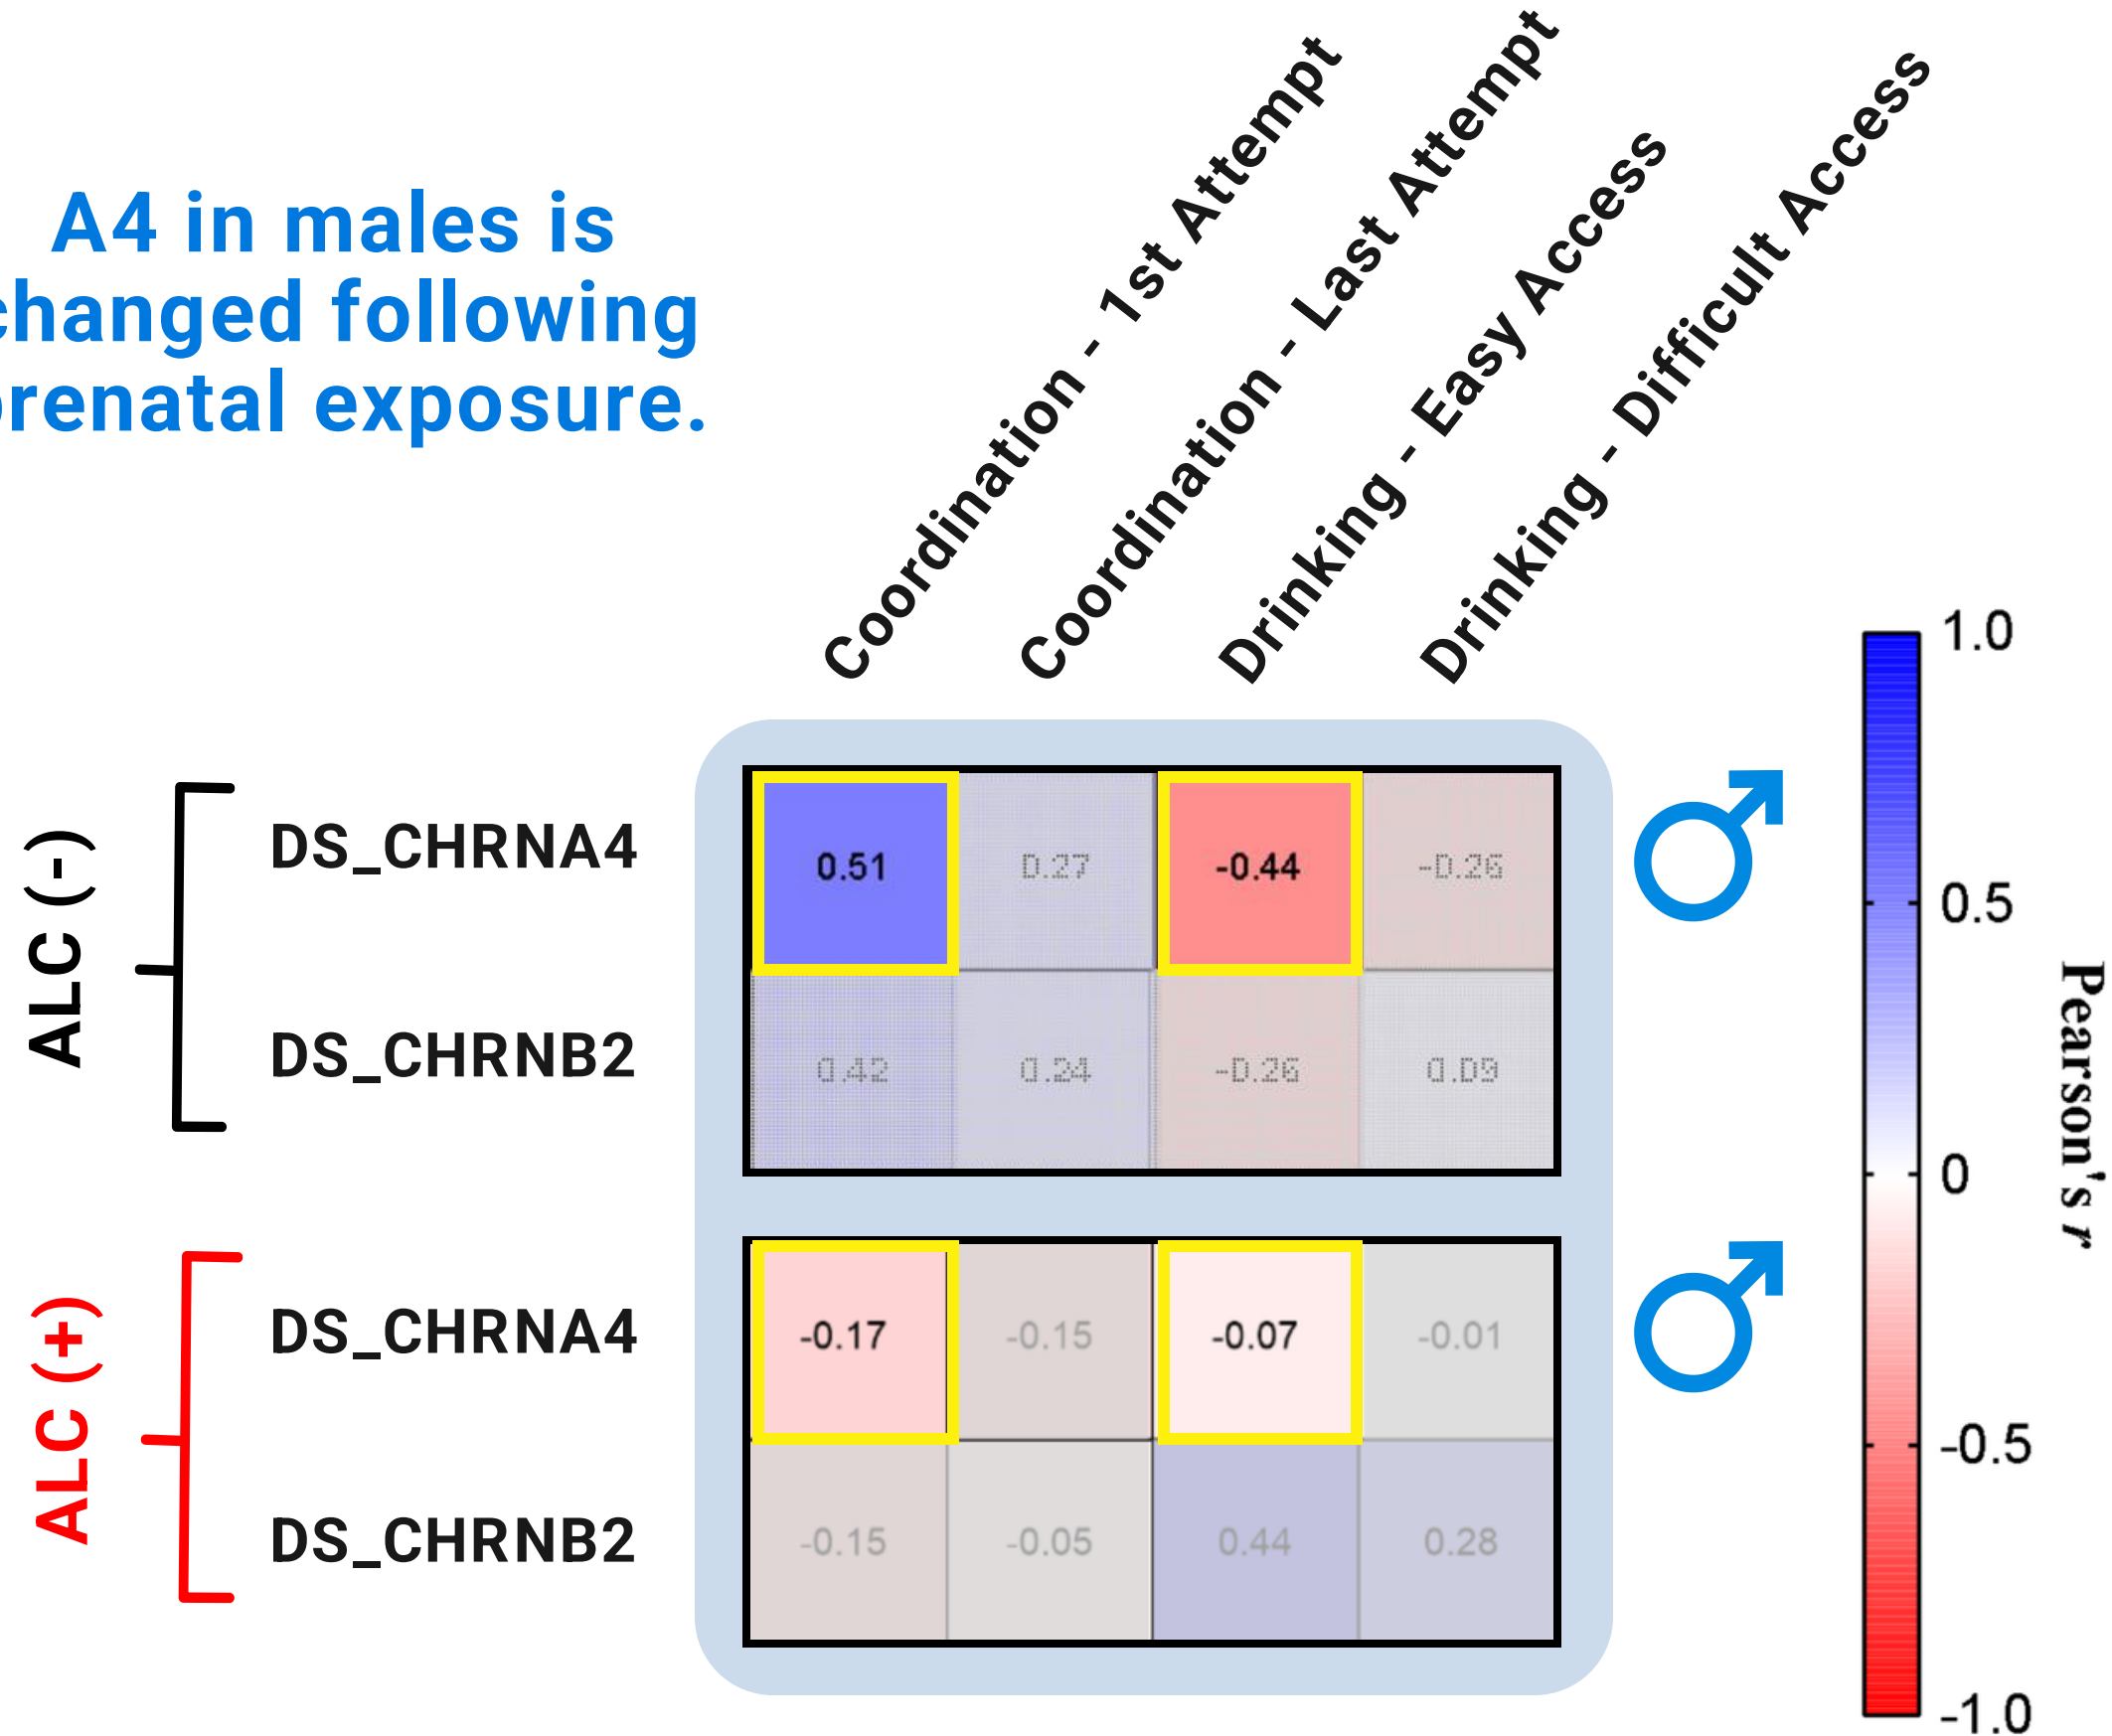 A4 in males is
changed following
prenatal exposure.
Coordination - 1st Attempt
Coordination - Last Attempt
Drinking - Easy Access
Drinking - Difficult Access
ALC (-)
DS_CHRNA4
0.51 0.27 -0.44 -0.26
DS_CHRNB2
0.42 0.24 -0.26 0.09
ALC (+)
DS_CHRNA4
-0.17 -0.15 -0.07 -0.01
DS_CHRNB2
-0.15 -0.05 0.44 0.28
1.0
0.5
0
-0.5
-1.0
Pearson's r